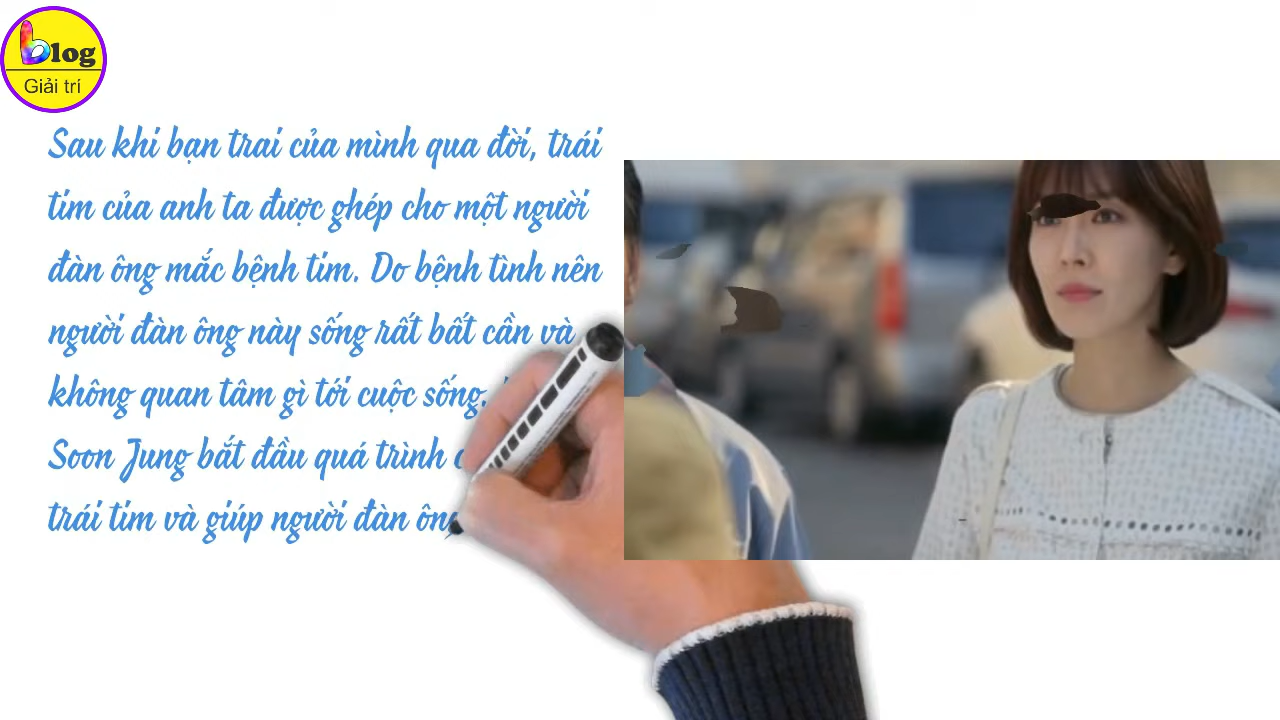 blog
Giải trí
Sau khi bạn trai của mình qua đời, trái
tim của anh ta được ghép cho một người
đàn ông mắc bệnh tim. Do bệnh tình nên
người đàn ông này sống rất bất cần và
không quan tâm gì tới cuộc sống.
Soon Jung bắt đầu quá trình
trái tim và giúp người đàn ông